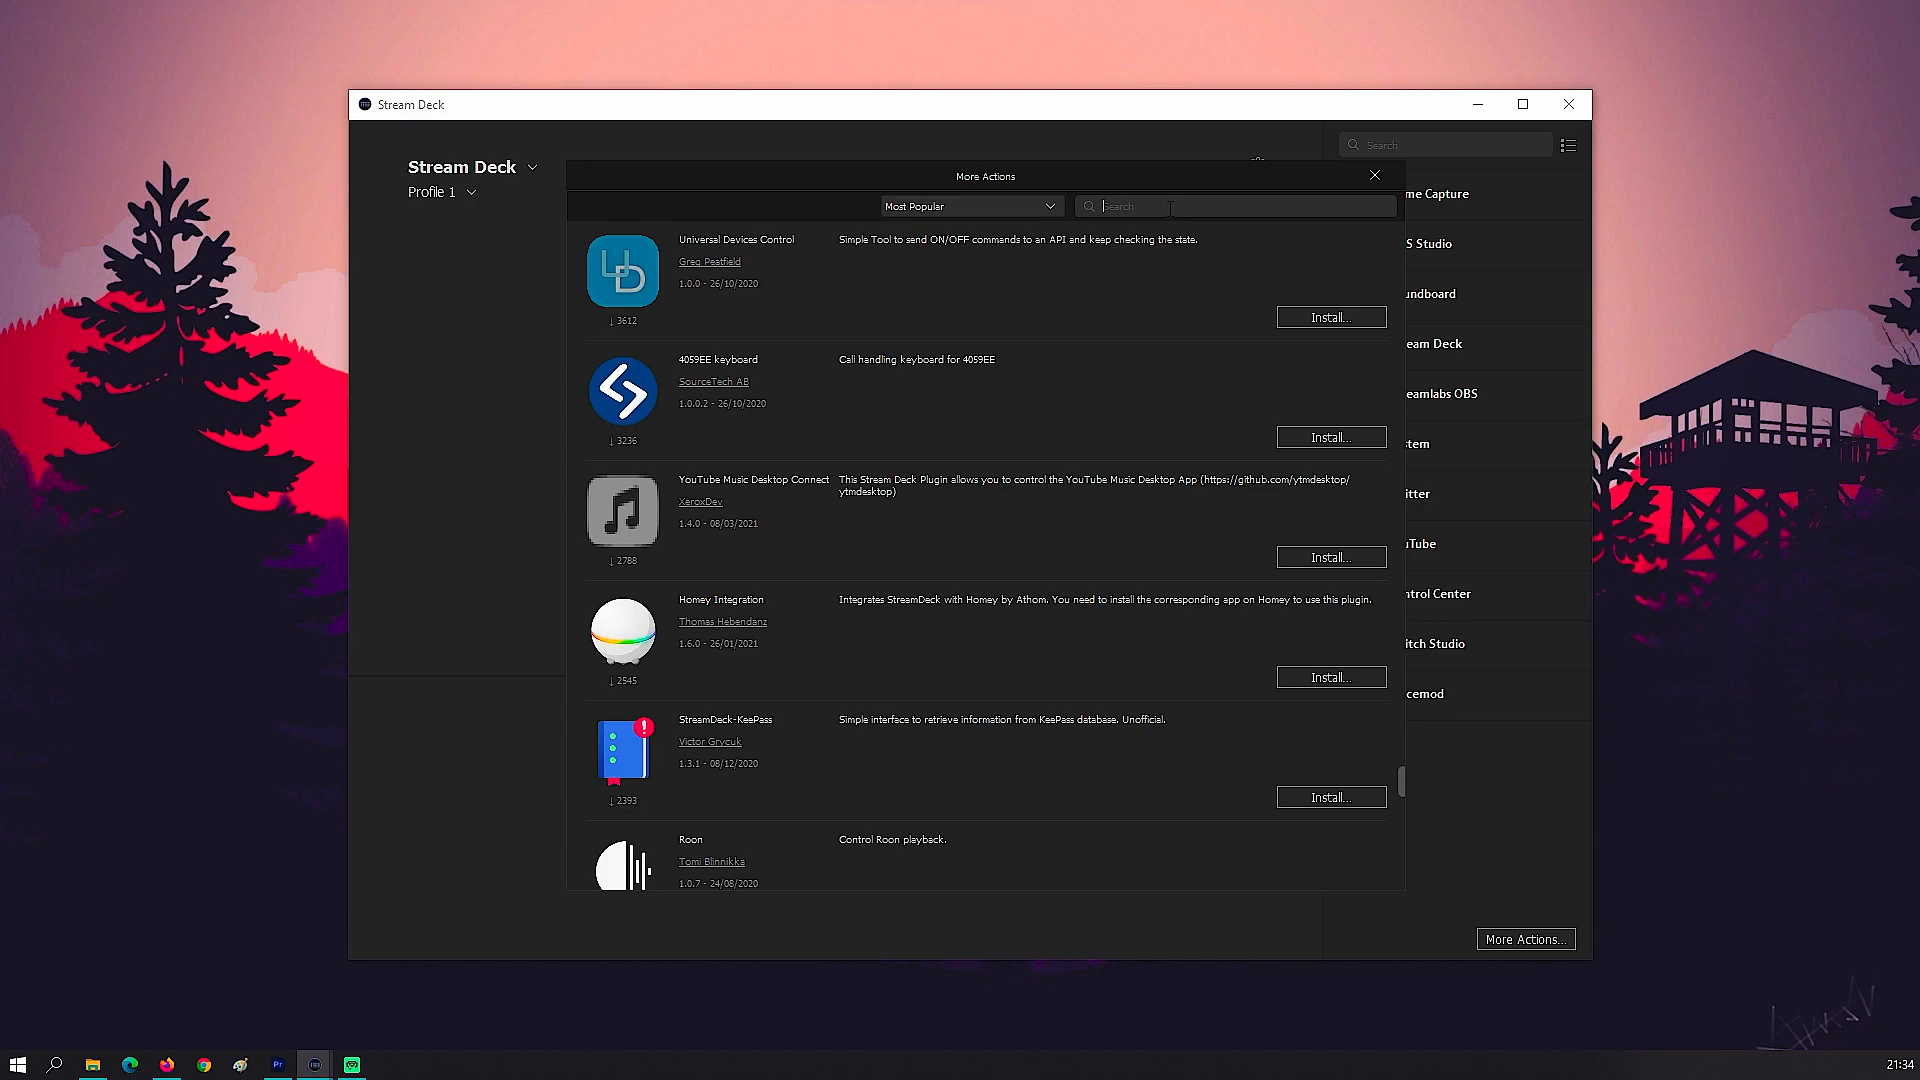 Stream Deck
Search
Stream Deck
Profile 1
More Actions
Most Popular
Search
Universal Devices Control
Simple Tool to send ON/OFF commands to an API and keep checking the state.
Greg Peatfield
1.0.0 - 26/10/2020
↓ 3612
Install...
4059EE keyboard
Call handling keyboard for 4059EE
SourceTech AB
1.0.0.2 - 26/10/2020
↓ 3236
Install...
YouTube Music Desktop Connect
This Stream Deck Plugin allows you to control the YouTube Music Desktop App (https://github.com/ytmdesktop/
ytmdesktop)
XeroxDev
1.4.0 - 08/03/2021
↓ 2788
Install...
Homey Integration
Integrates StreamDeck with Homey by Athom. You need to install the corresponding app on Homey to use this plugin.
Thomas Hebendanz
1.6.0 - 26/01/2021
↓ 2545
Install...
StreamDeck-KeePass
Simple interface to retrieve information from KeePass database. Unofficial.
Victor Grycuk
1.3.1 - 08/12/2020
↓ 2393
Install...
Roon
Control Roon playback.
Tomi Blinnikka
1.0.7 - 24/08/2020
me Capture
S Studio
undboard
eam Deck
eamlabs OBS
stem
itter
uTube
ntrol Center
itch Studio
cemod
More Actions...
Pr
21:34